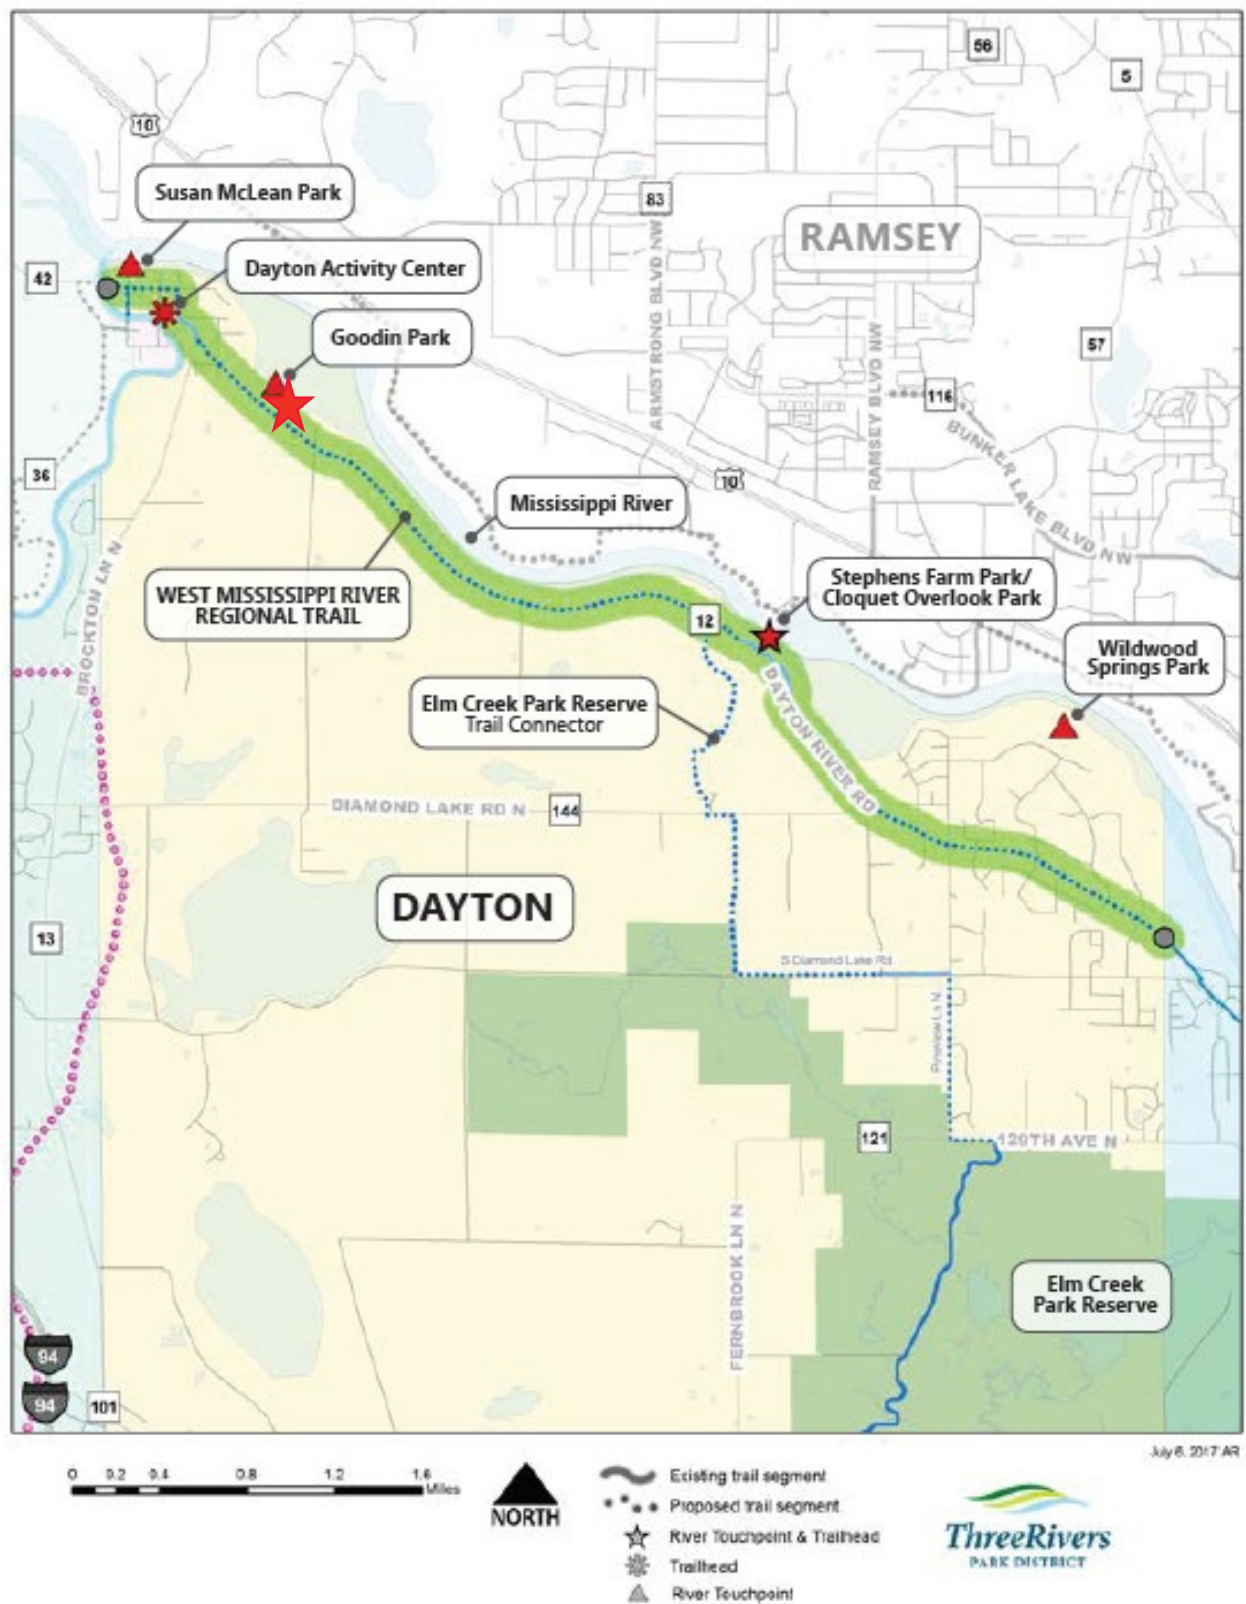 56
5
10
Susan McLean Park
83
RAMSEY
Dayton Activity Center
42
Goodin Park
ARMSTRONG BLVD NW
57
RAMSEY BLVD NW
116
BUNKER LAKE BLVD NW
36
10
Mississippi River
BROCKTON LN N
WEST MISSISSIPPI RIVER
REGIONAL TRAIL
Stephens Farm Park/
Cloquet Overlook Park
12
Wildwood
Springs Park
Elm Creek Park Reserve
Trail Connector
DAYTON RIVER RD
DIAMOND LAKE RD N
144
DAYTON
13
S Diamond Lake Rd
Pineview Ln N
121
129TH AVE N
FERNBROOK LN N
Elm Creek
Park Reserve
94
94
101
July 6, 2017 AR
0 0.2 0.4 0.8 1.2 1.6
Miles
NORTH
Existing trail segment
Proposed trail segment
River Touchpoint & Trailhead
Trailhead
River Touchpoint
ThreeRivers
PARK DISTRICT